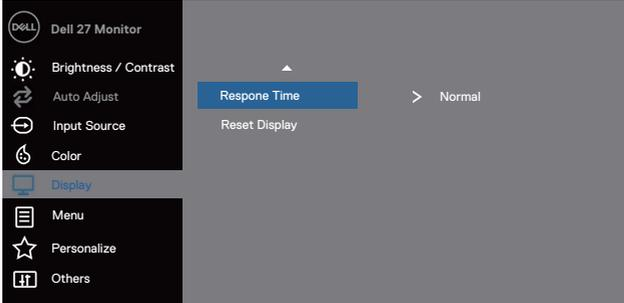 DELL
Dell 27 Monitor
Brightness / Contrast
Auto Adjust
Input Source
Color
Display
Menu
Personalize
Others
Respone Time
Normal
Reset Display